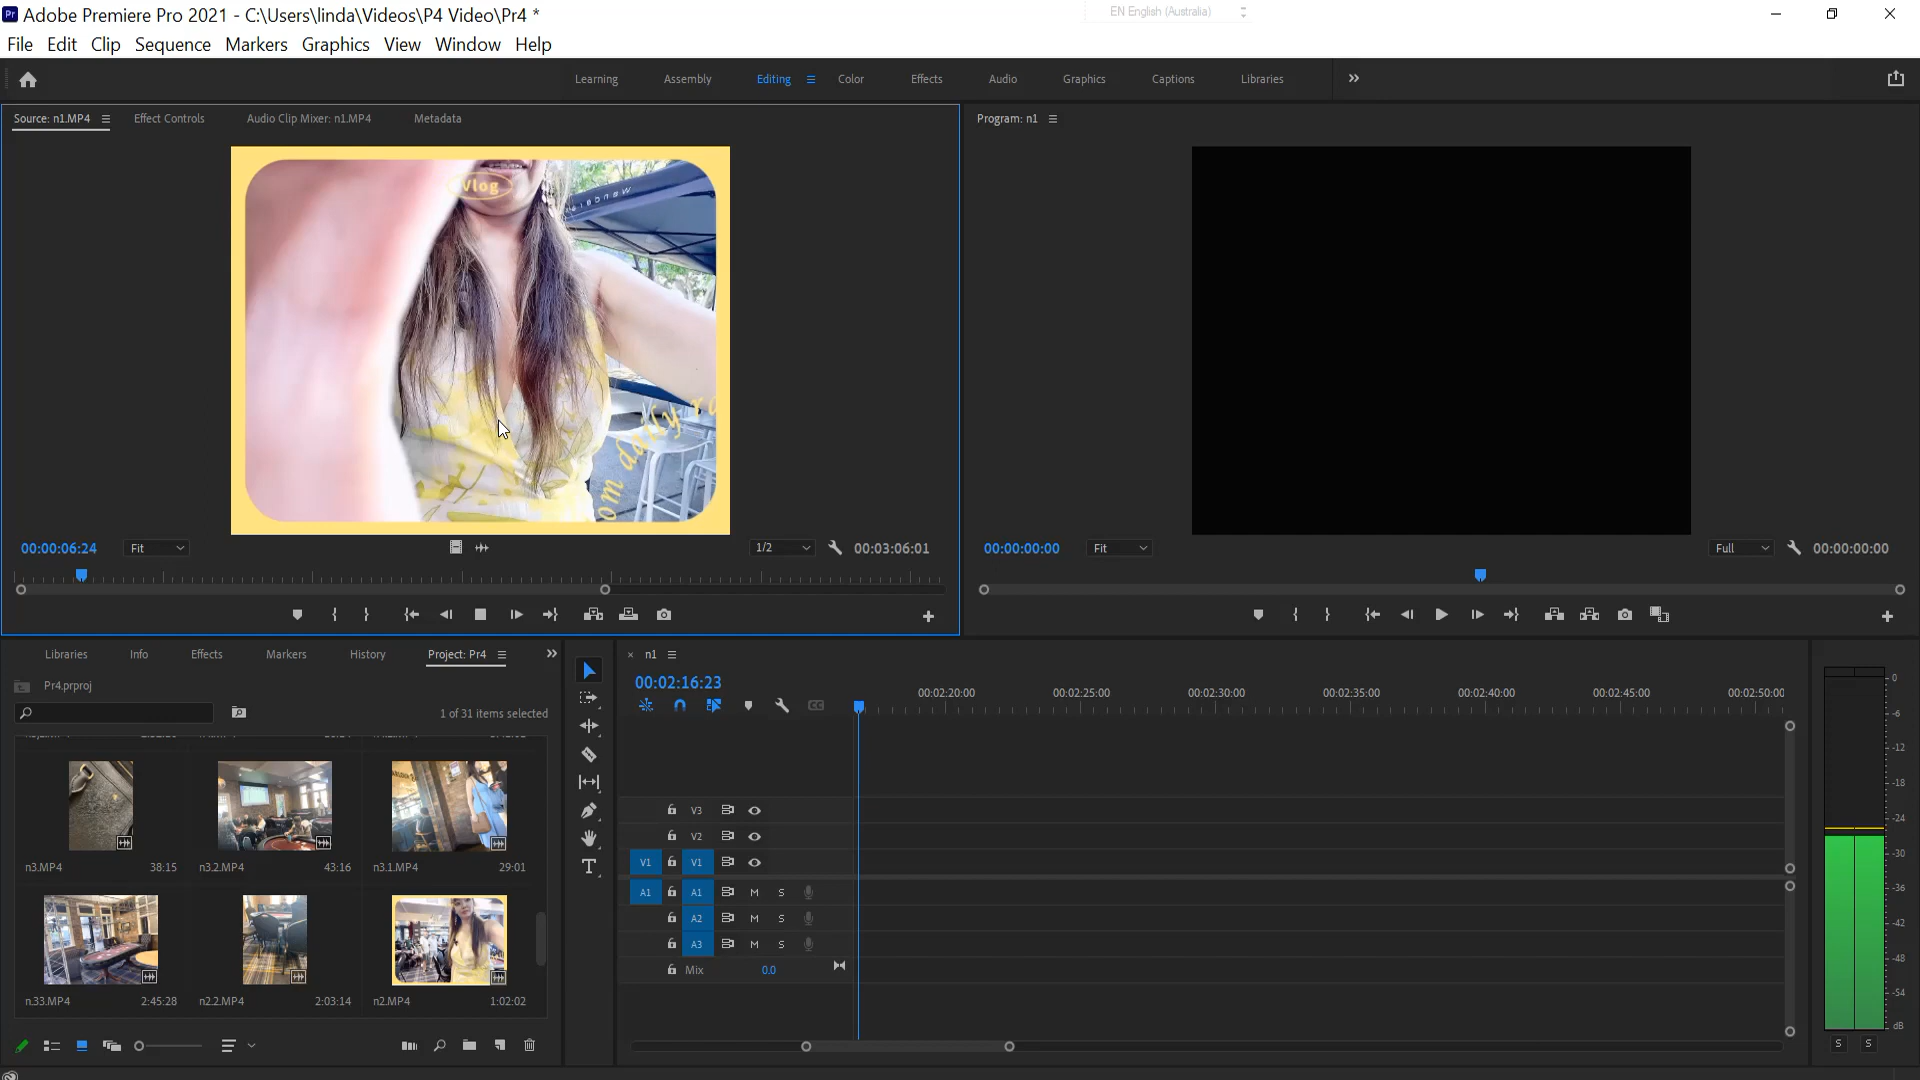 Pr Adobe Premiere Pro 2021 - C:\Users\linda\Videos\P4 Video\Pr4 *
EN English (Australia)
File Edit Clip Sequence Markers Graphics View Window Help
Learning Assembly Editing Color Effects Audio Graphics Captions Libraries
Source: n1.MP4 Effect Controls Audio Clip Mixer: n1.MP4 Metadata
Program: n1
Vlog
om daily
00:00:06:24 Fit 1/2 00:03:06:01
00:00:00:00 Fit Full 00:00:00:00
Libraries Info Effects Markers History Project: Pr4
Pr4.prproj
1 of 31 items selected
n3.MP4 38:15 n3.2.MP4 43:16 n3.1.MP4 29:01
n.33.MP4 2:45:28 n2.2.MP4 2:03:14 n2.MP4 1:02:02
n1
00:02:16:23
00:02:20:00 00:02:25:00 00:02:30:00 00:02:35:00 00:02:40:00 00:02:45:00 00:02:50:00
V3
V2
V1 V1
A1 A1 M S
A2 M S
A3 M S
Mix 0.0
0
-6
-12
-18
-24
-30
-36
-42
-48
-54
dB
S S